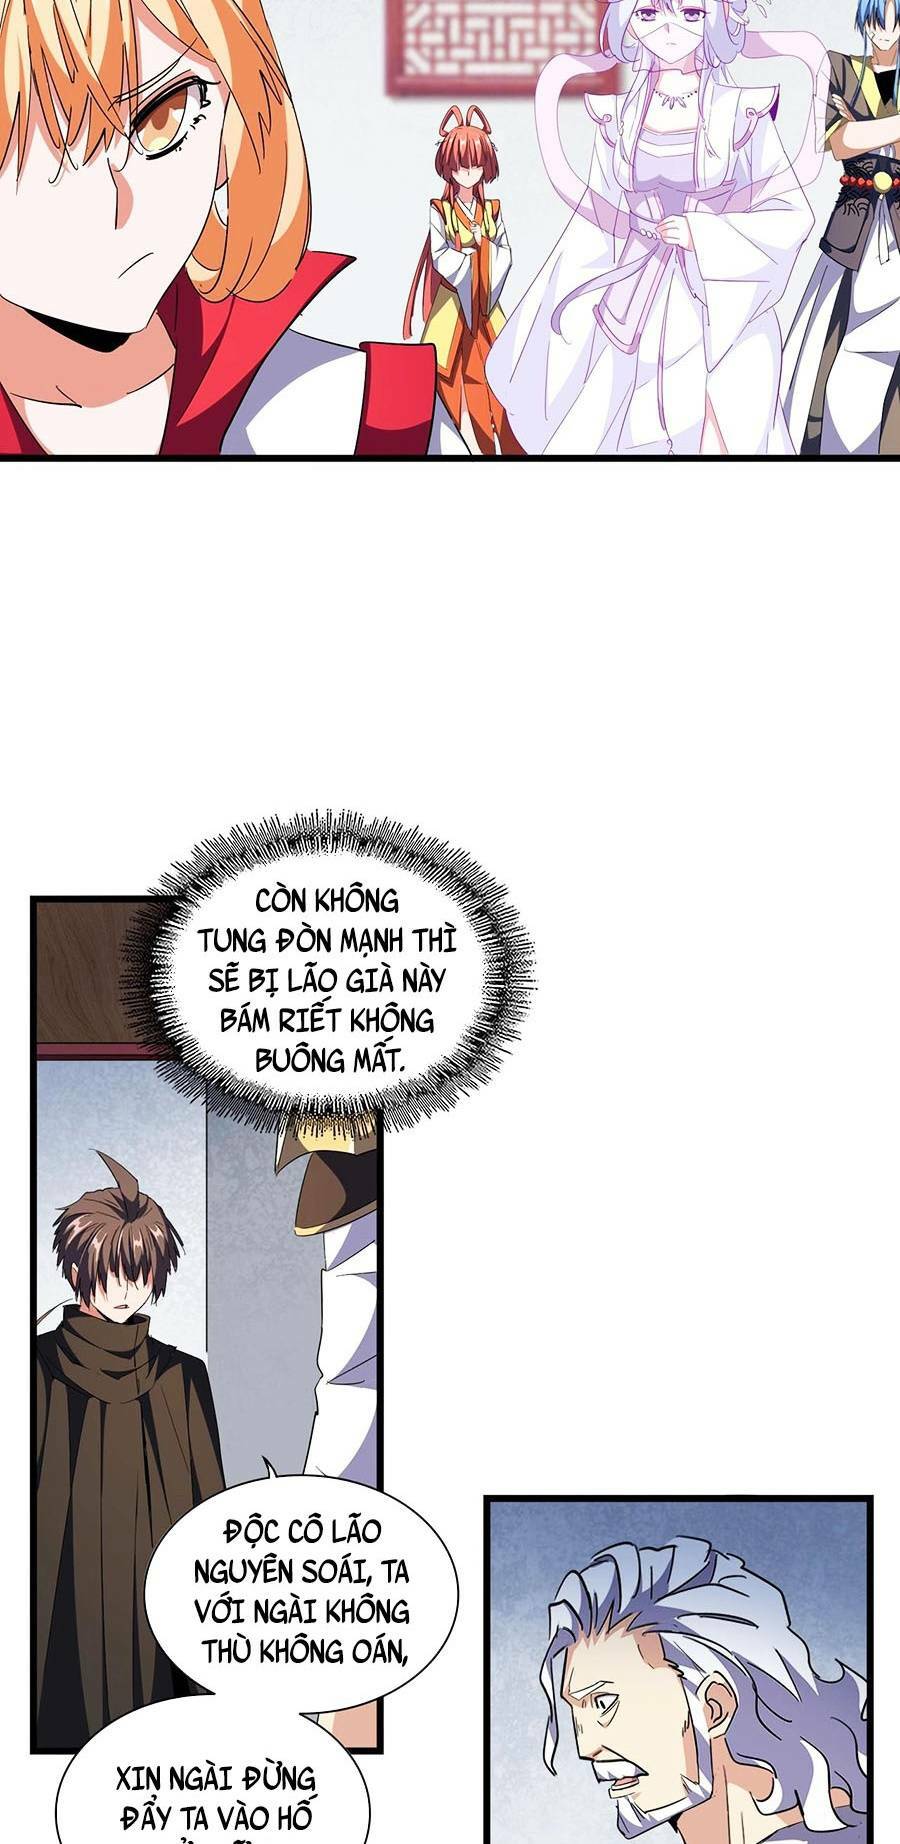 CÒN KHÔNG
TUNG ĐÒN MẠNH THÌ
SẼ BỊ LÃO GIÀ NÀY
BÁM RIẾT KHÔNG
BUÔNG MẤT.
ĐỘC CÔ LÃO
NGUYÊN SOÁI, TA
VỚI NGÀI KHÔNG
THÙ KHÔNG OÁN,
XIN NGÀI ĐỪNG
ĐẨY TA VÀO HỐ